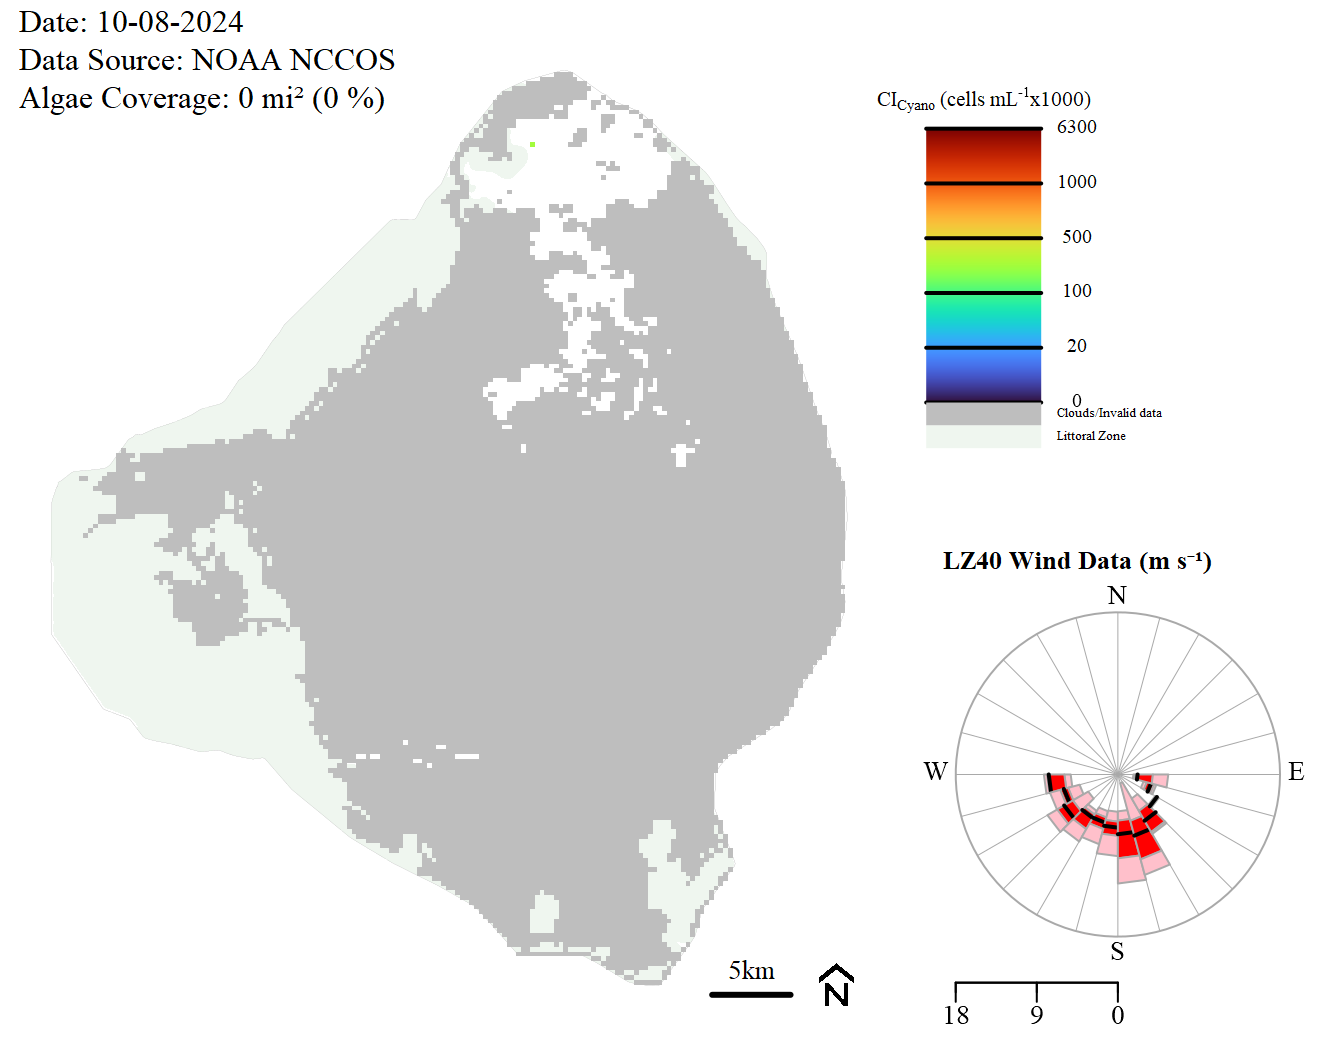 Date: 10-08-2024
Data Source: NOAA NCCOS
Algae Coverage: 0 mi² (0 %)
CI_Cyano (cells mL⁻¹x1000)
6300
1000
500
100
20
0
Clouds/Invalid data
Littoral Zone
LZ40 Wind Data (m s⁻¹)
N
W
E
S
5km
N
18
9
0